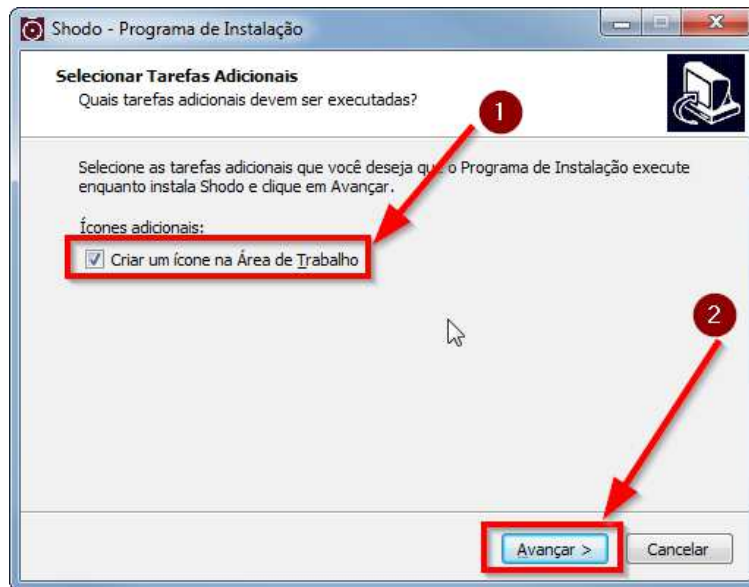 Shodo - Programa de Instalação
Selecionar Tarefas Adicionais
Quais tarefas adicionais devem ser executadas?
1
Selecione as tarefas adicionais que você deseja que o Programa de Instalação execute
enquanto instala Shodo e clique em Avançar.
Ícones adicionais:
Criar um ícone na Área de Trabalho
2
Avançar >
Cancelar